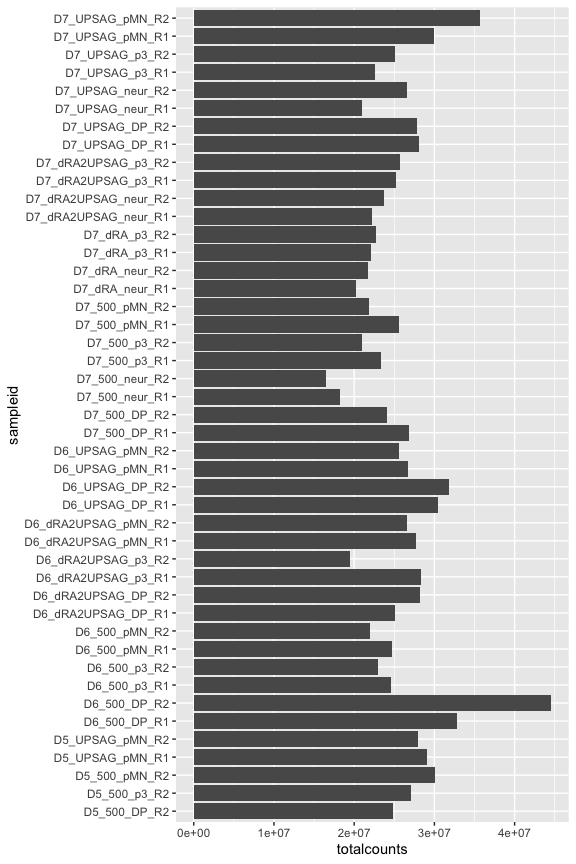 D7_UPSAG_pMN_R2
D7_UPSAG_pMN_R1
D7_UPSAG_p3_R2
D7_UPSAG_p3_R1
D7_UPSAG_neur_R2
D7_UPSAG_neur_R1
D7_UPSAG_DP_R2
D7_UPSAG_DP_R1
D7_dRA2UPSAG_p3_R2
D7_dRA2UPSAG_p3_R1
D7_dRA2UPSAG_neur_R2
D7_dRA2UPSAG_neur_R1
D7_dRA_p3_R2
D7_dRA_p3_R1
D7_dRA_neur_R2
D7_dRA_neur_R1
D7_500_pMN_R2
D7_500_pMN_R1
D7_500_p3_R2
D7_500_p3_R1
D7_500_neur_R2
D7_500_neur_R1
D7_500_DP_R2
D7_500_DP_R1
D6_UPSAG_pMN_R2
D6_UPSAG_pMN_R1
D6_UPSAG_DP_R2
D6_UPSAG_DP_R1
D6_dRA2UPSAG_pMN_R2
D6_dRA2UPSAG_pMN_R1
D6_dRA2UPSAG_p3_R2
D6_dRA2UPSAG_p3_R1
D6_dRA2UPSAG_DP_R2
D6_dRA2UPSAG_DP_R1
D6_500_pMN_R2
D6_500_pMN_R1
D6_500_p3_R2
D6_500_p3_R1
D6_500_DP_R2
D6_500_DP_R1
D5_UPSAG_pMN_R2
D5_UPSAG_pMN_R1
D5_500_pMN_R2
D5_500_p3_R2
D5_500_DP_R2
sampleid
0e+00 1e+07 2e+07 3e+07 4e+07
totalcounts